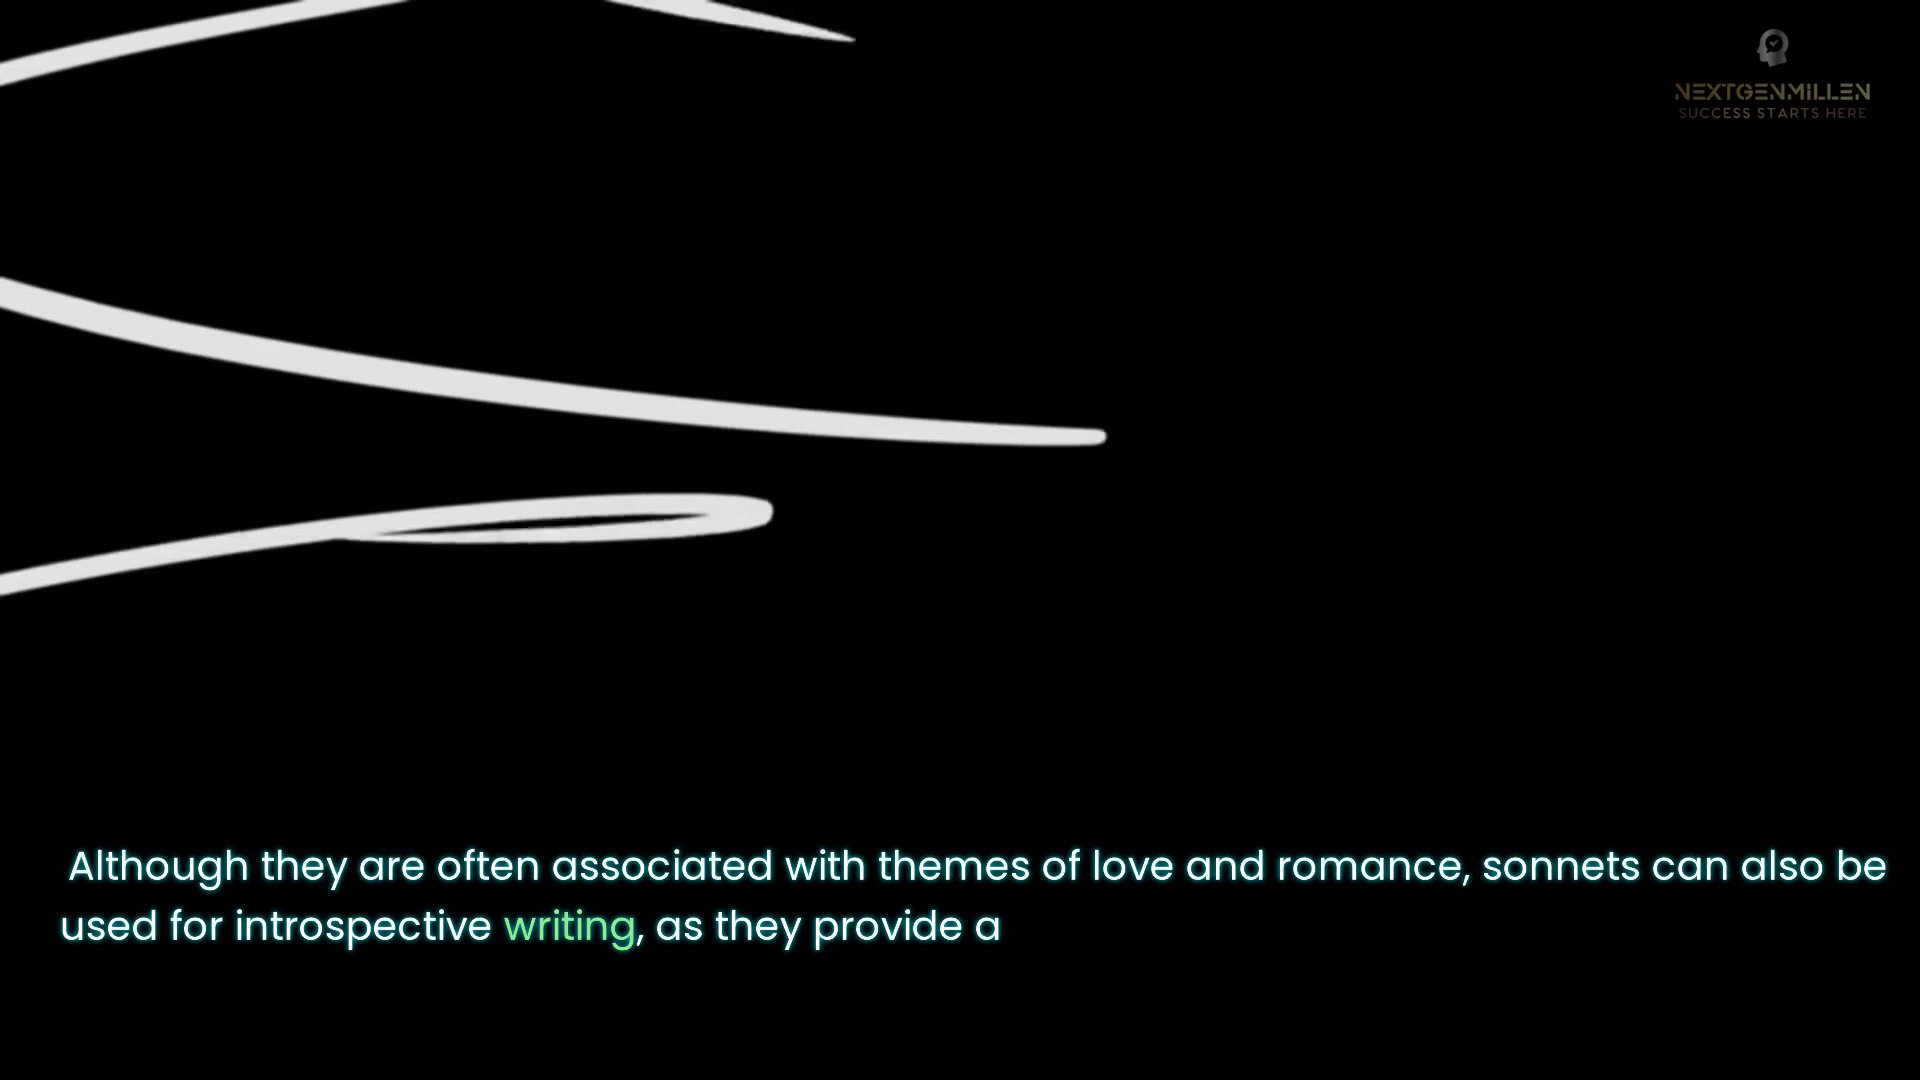 NEXTGENMILLEN
SUCCESS STARTS HERE
Although they are often associated with themes of love and romance, sonnets can also be
used for introspective writing, as they provide a